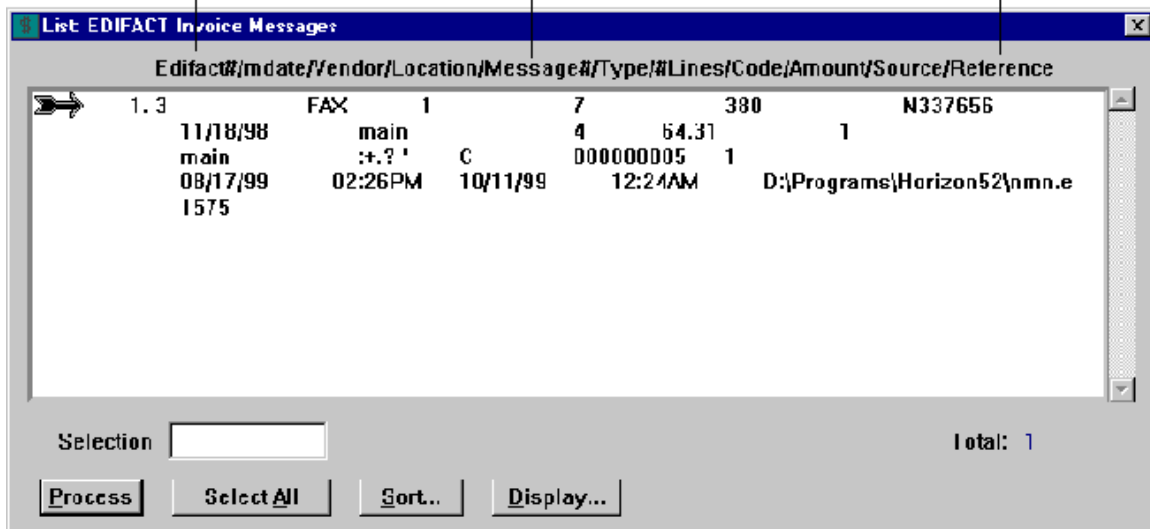 List: EDIFACT Invoice Messages
Edifact#/mdate/Vendor/Location/Message#/Type/#Lines/Code/Amount/Source/Reference
1. 3 FAX 1 7 380 N337656
11/18/98 main 4 64.31 1
main :+.? ' C 000000005 1
08/17/99 02:26PM 10/11/99 12:24AM D:\Programs\Horizon52\nmn.e
1575
Selection
Total: 1
Process Select All Sort... Display...